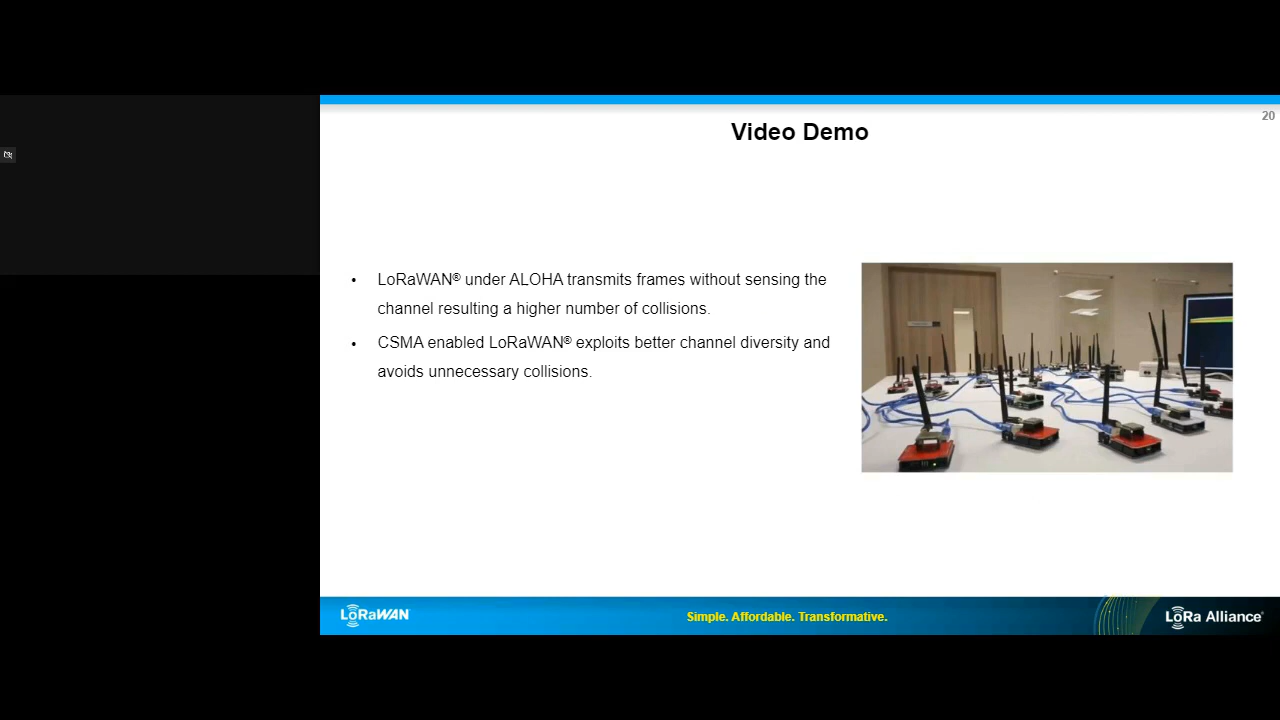 20
Video Demo
• LoRaWAN® under ALOHA transmits frames without sensing the
channel resulting a higher number of collisions.
• CSMA enabled LoRaWAN® exploits better channel diversity and
avoids unnecessary collisions.
LoRaWAN®
Simple. Affordable. Transformative.
LoRa Alliance®